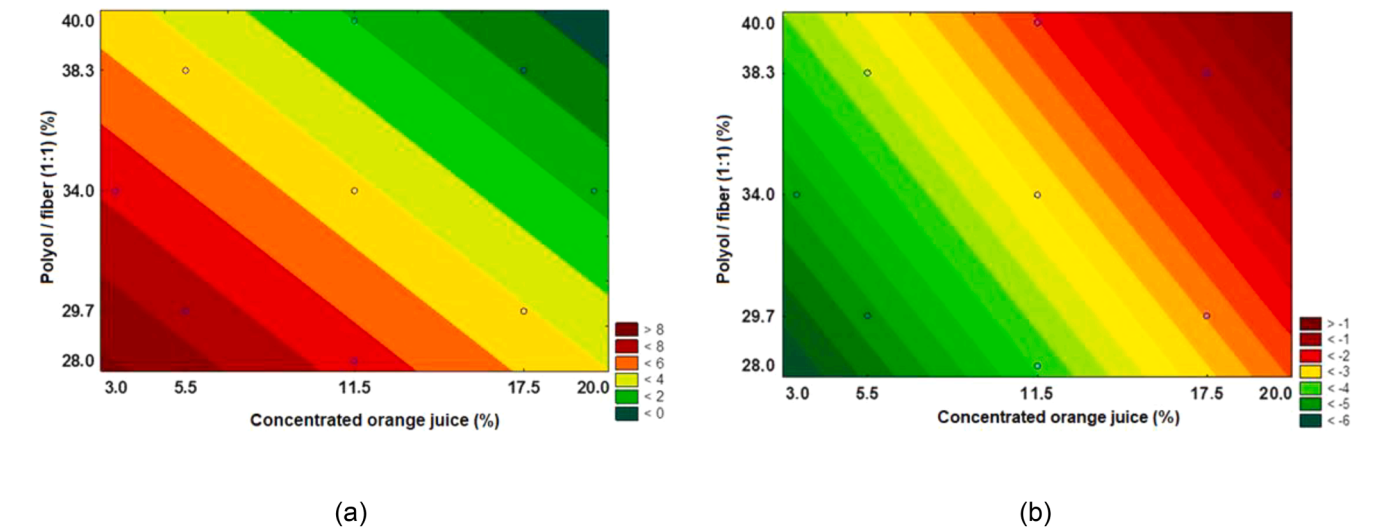 40.0
38.3
34.0
29.7
28.0
Polyol / fiber (1:1) (%)
3.0 5.5 11.5 17.5 20.0
Concentrated orange juice (%)
> 8
< 8
< 6
< 4
< 2
< 0
(a)
40.0
38.3
34.0
29.7
28.0
Polyol / fiber (1:1) (%)
3.0 5.5 11.5 17.5 20.0
Concentrated orange juice (%)
> -1
< -1
< -2
< -3
< -4
< -5
< -6
(b)